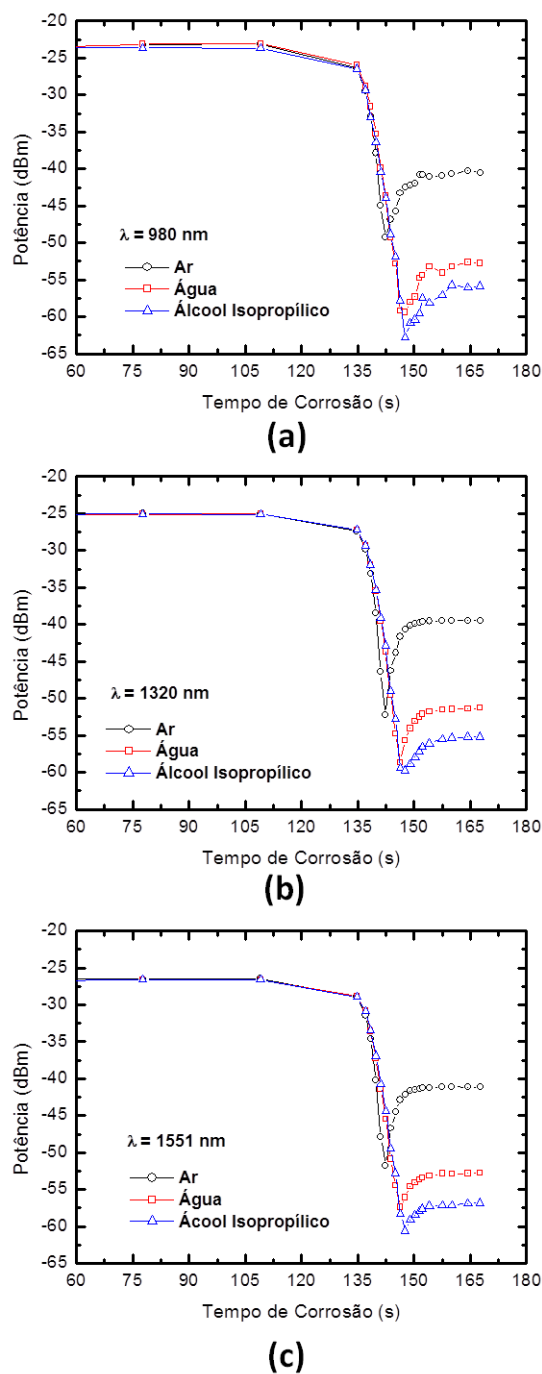 -20
-25
-30
-35
-40
-45
-50
-55
-60
-65
Potência (dBm)
λ = 980 nm
Ar
Água
Álcool Isopropílico
60 75 90 105 120 135 150 165 180
Tempo de Corrosão (s)
(a)
-20
-25
-30
-35
-40
-45
-50
-55
-60
-65
Potência (dBm)
λ = 1320 nm
Ar
Água
Álcool Isopropílico
60 75 90 105 120 135 150 165 180
Tempo de Corrosão (s)
(b)
-20
-25
-30
-35
-40
-45
-50
-55
-60
-65
Potência (dBm)
λ = 1551 nm
Ar
Água
Ácool Isopropílico
60 75 90 105 120 135 150 165 180
Tempo de Corrosão (s)
(c)